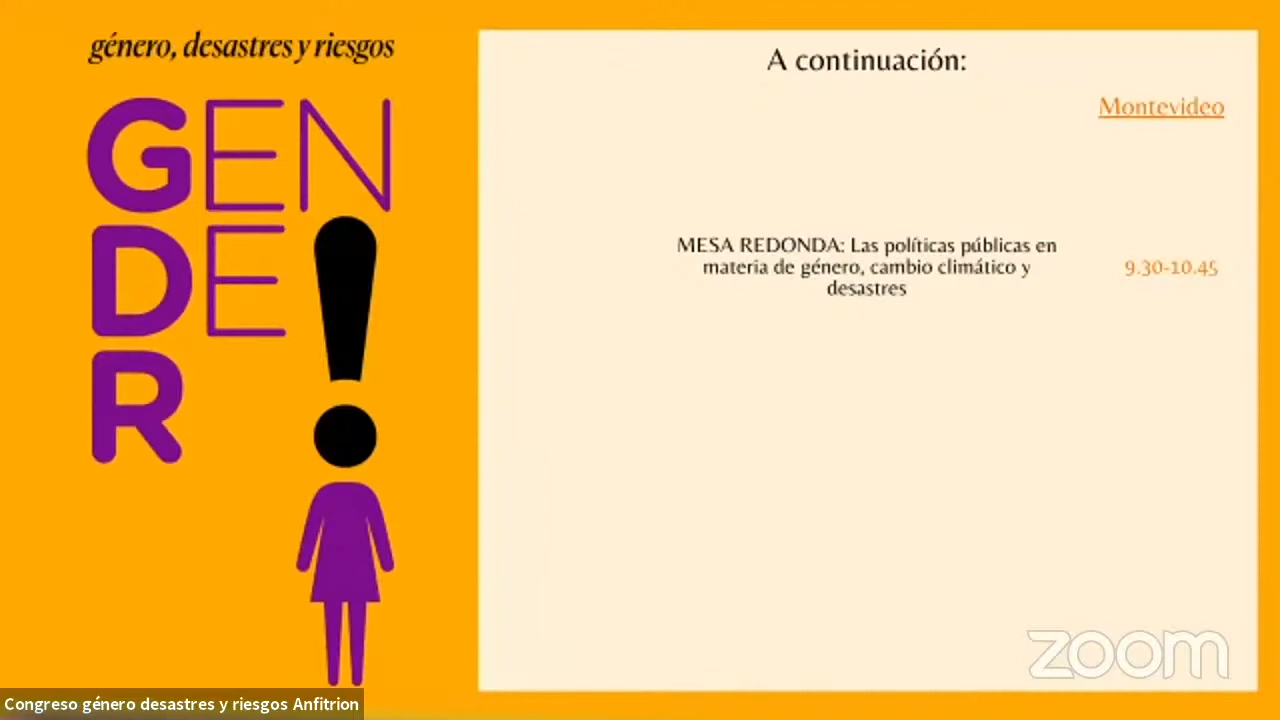 género, desastres y riesgos
GEN
DE!
R
A continuación:
Montevideo
MESA REDONDA: Las políticas públicas en
materia de género, cambio climático y
desastres
9.30-10.45
zoom
Congreso género desastres y riesgos Anfitrion